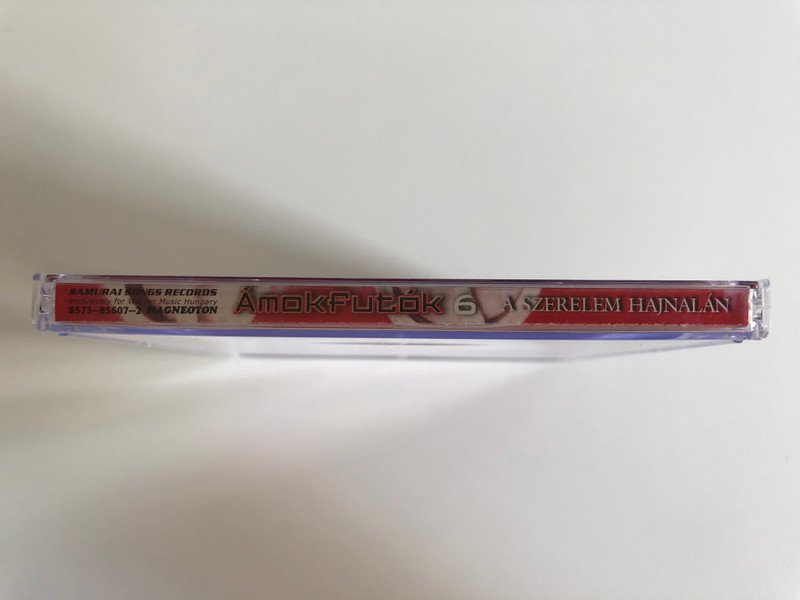 SAMURAI SONGS RECORDS
exclusively for Warner Music Hungary
8573-85607-2 MAGNEOTON
Ámokfutók 6 A SZERELEM HAJNALÁN